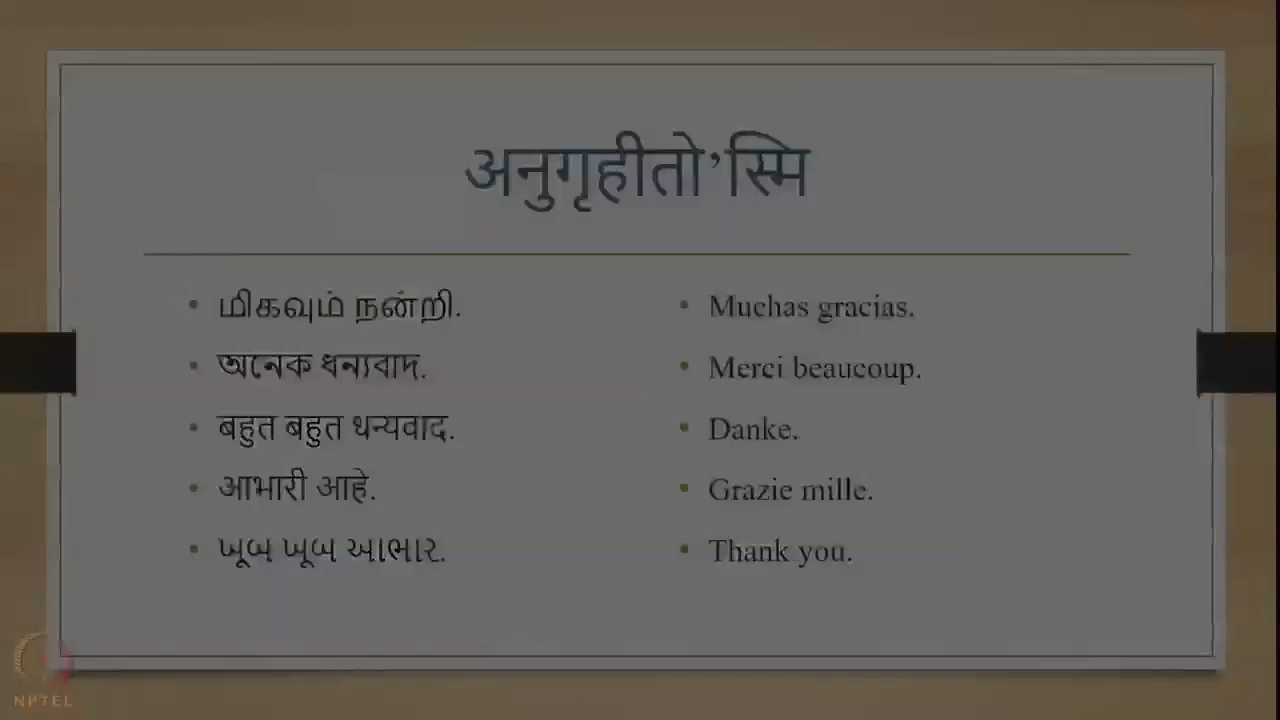 अनुगृहीतो’स्मि
மிகவும் நன்றி.
অনেক ধন্যবাদ.
बहुत बहुत धन्यवाद.
आभारी आहे.
ખૂબ ખૂબ આભાર.
Muchas gracias.
Merci beaucoup.
Danke.
Grazie mille.
Thank you.
NPTEL